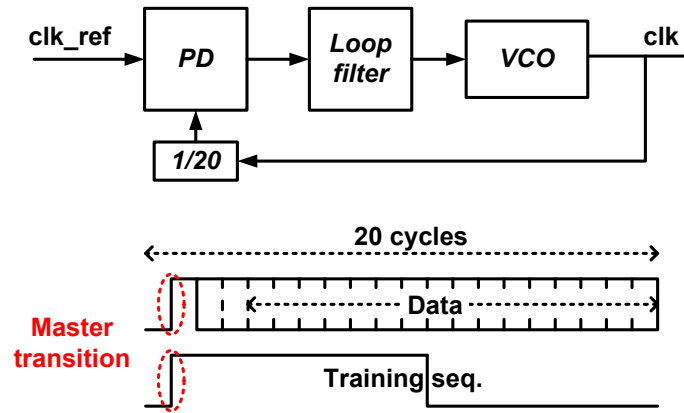 clk_ref
PD
Loop
filter
VCO
clk
1/20
20 cycles
Data
Master
transition
Training seq.